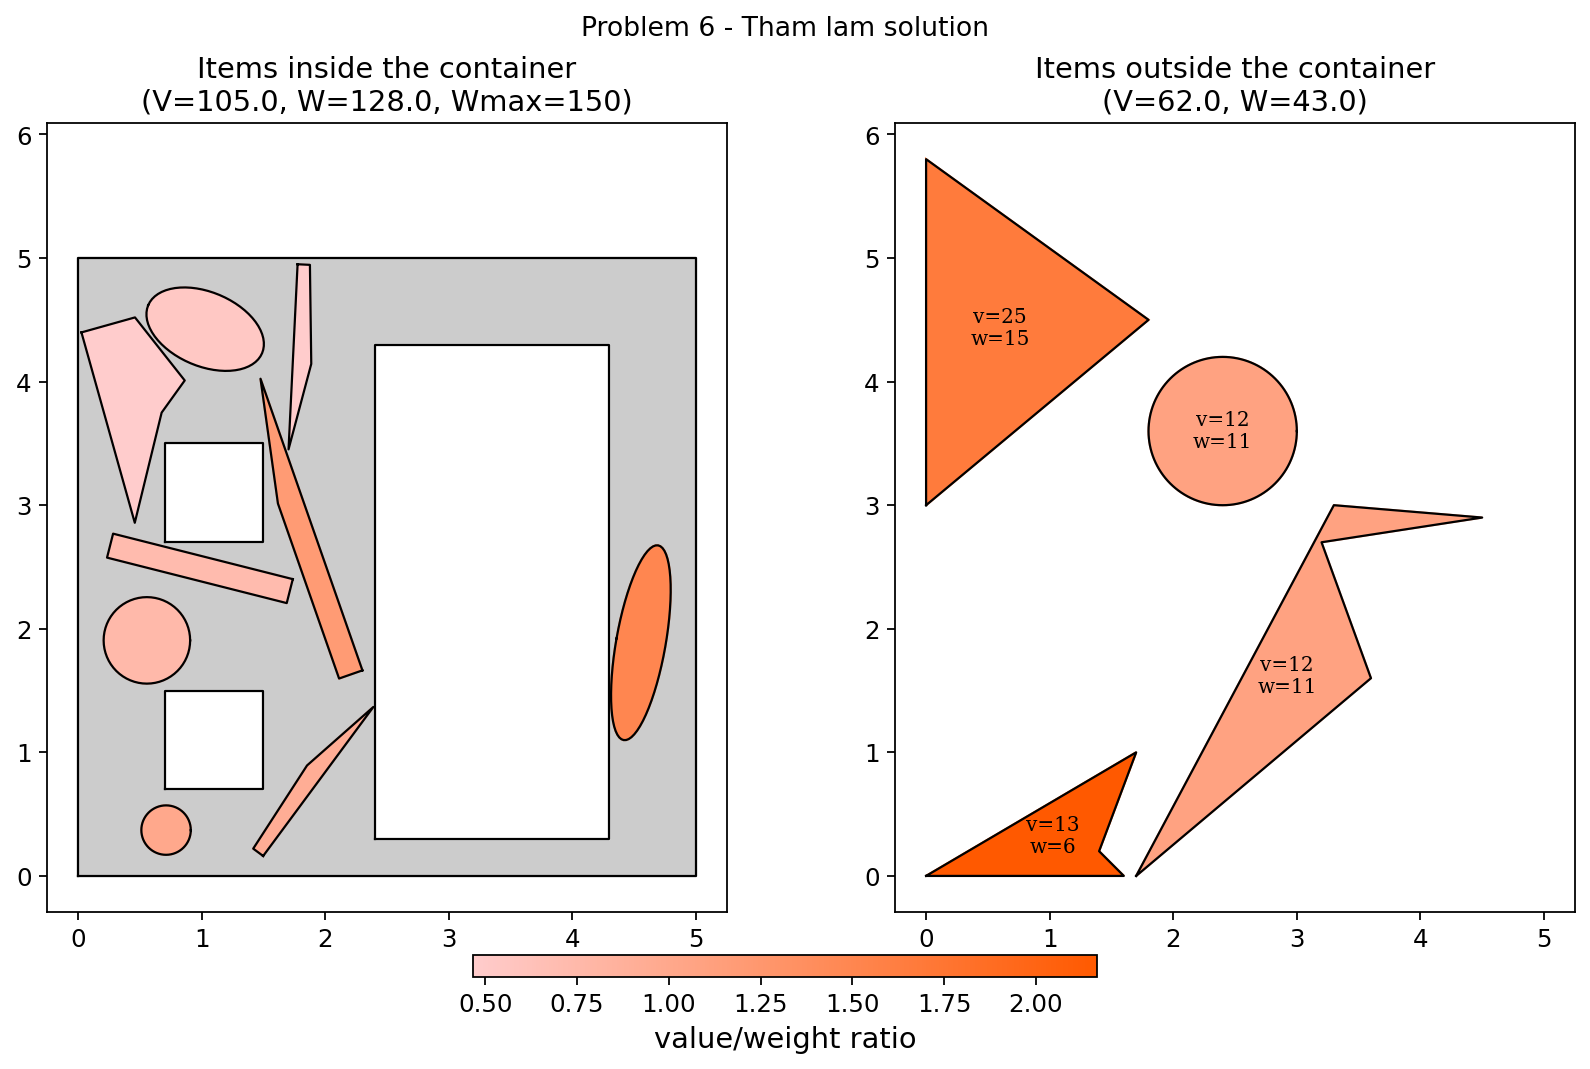 Problem 6 - Tham lam solution
Items inside the container
(V=105.0, W=128.0, Wmax=150)
Items outside the container
(V=62.0, W=43.0)
6
5
4
3
2
1
0
0 1 2 3 4 5
6
5
4
3
2
1
0
v=25
w=15
v=12
w=11
v=12
w=11
v=13
w=6
0 1 2 3 4 5
0.50 0.75 1.00 1.25 1.50 1.75 2.00
value/weight ratio